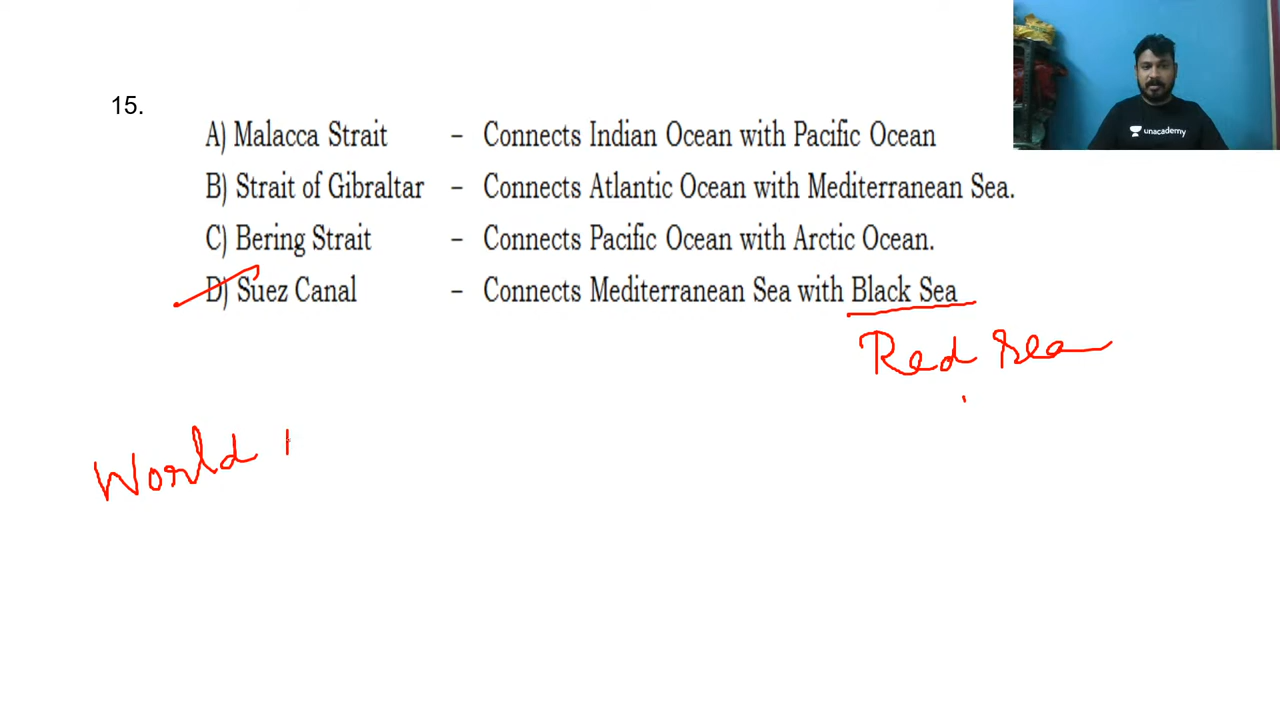 unacademy
15.
A) Malacca Strait – Connects Indian Ocean with Pacific Ocean
B) Strait of Gibraltar – Connects Atlantic Ocean with Mediterranean Sea.
C) Bering Strait – Connects Pacific Ocean with Arctic Ocean.
D) Suez Canal – Connects Mediterranean Sea with Black Sea
Red Sea
World